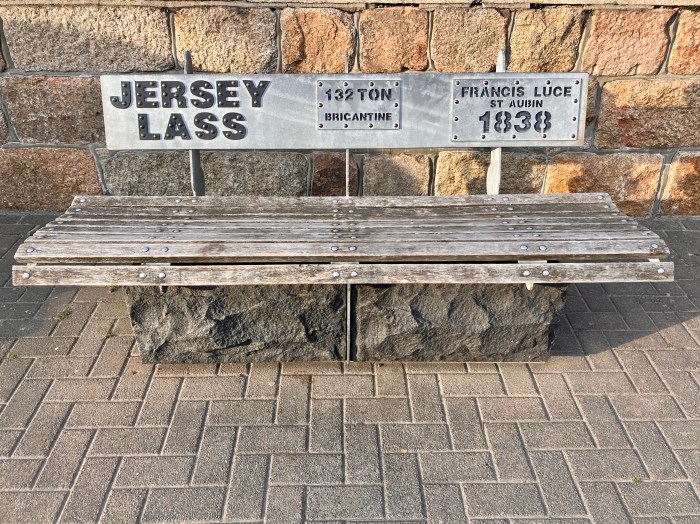 JERSEY
LASS
132 TON
BRIGANTINE
FRANCIS LUCE
ST AUBIN
1838